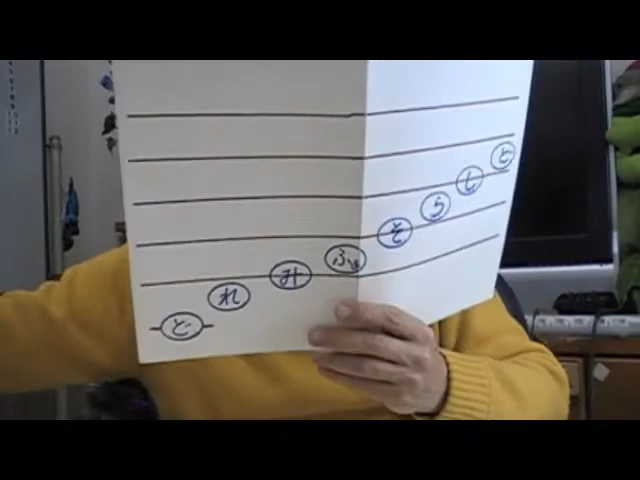 ど れ み ふぁ そ ら し ど